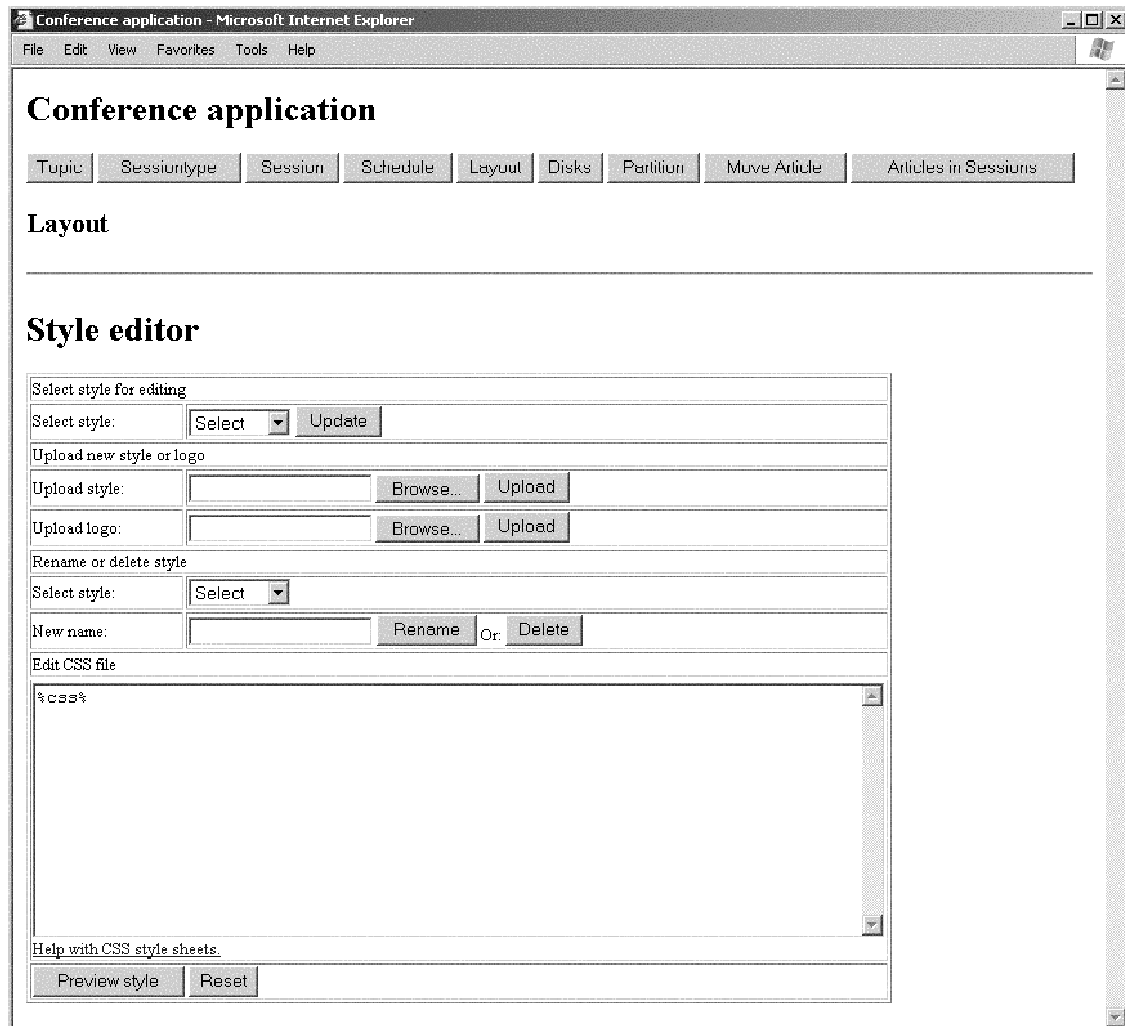 Conference application - Microsoft Internet Explorer
File Edit View Favorites Tools Help
Conference application
Topic Sessiontype Session Schedule Layout Disks Partition Move Article Articles in Sessions
Layout
Style editor
Select style for editing
Select style: Select Update
Upload new style or logo
Upload style: Browse... Upload
Upload logo: Browse... Upload
Rename or delete style
Select style: Select
New name: Rename Or: Delete
Edit CSS file
%css%
Help with CSS style sheets.
Preview style Reset